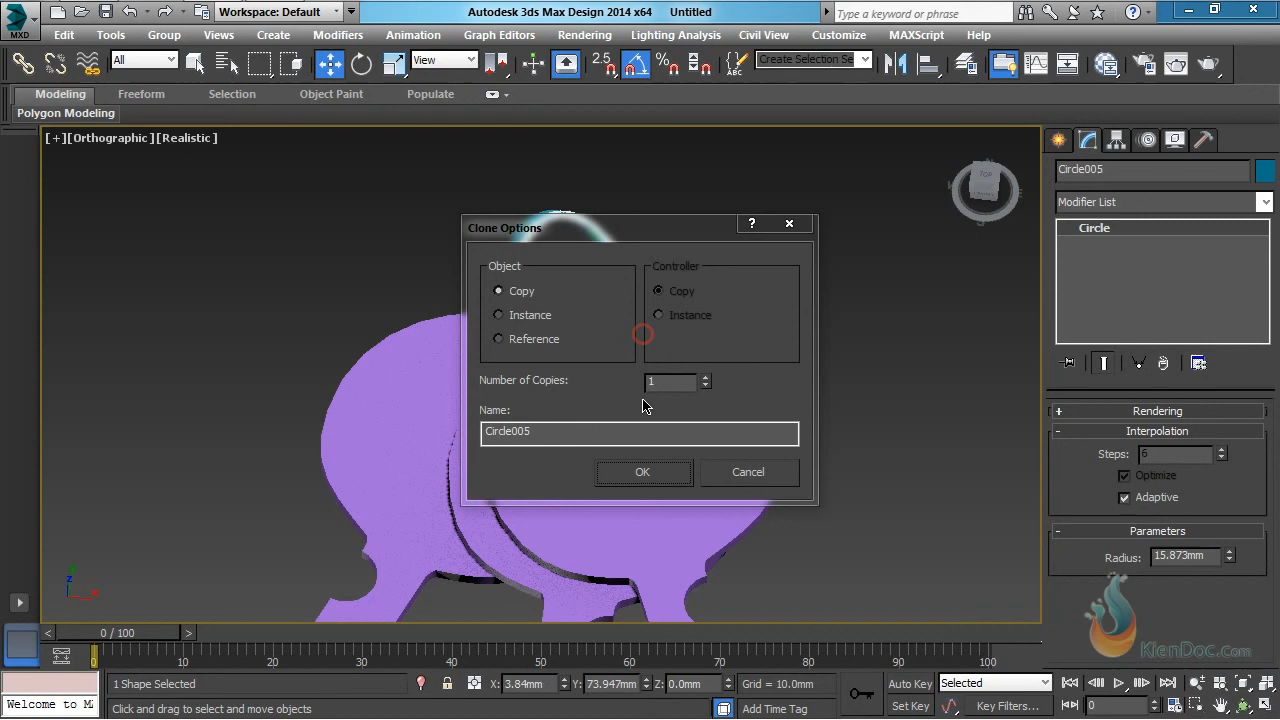 MXD
Workspace: Default
Autodesk 3ds Max Design 2014 x64
Untitled
Type a keyword or phrase
Edit
Tools
Group
Views
Create
Modifiers
Animation
Graph Editors
Rendering
Lighting Analysis
Civil View
Customize
MAXScript
Help
All
View
2.5
Create Selection Se
Modeling
Freeform
Selection
Object Paint
Populate
Polygon Modeling
[+][Orthographic][Realistic]
TOP
Circle005
Modifier List
Circle
Clone Options
Object
Copy
Instance
Reference
Controller
Copy
Instance
Number of Copies:
1
Name:
Circle005
OK
Cancel
+ Rendering
- Interpolation
Steps: 6
Optimize
Adaptive
- Parameters
Radius: 15.873mm
z
x
KienDoc.Com
< 0 / 100 >
0 10 20 30 40 50 60 70 80 90 100
1 Shape Selected
X: 3.84mm
Y: 73.947mm
Z: 0.0mm
Grid = 10.0mm
Auto Key
Selected
Welcome to M
Click and drag to select and move objects
Add Time Tag
Set Key
Key Filters...
0